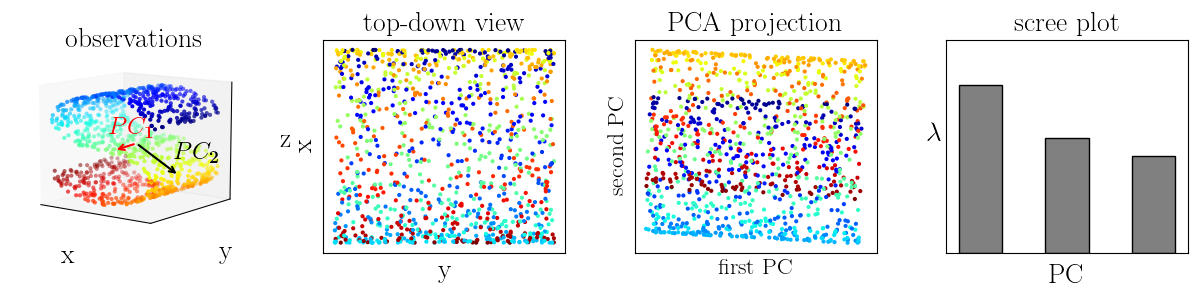 observations
PC₁
PC₂
z
x
y
top-down view
x
y
PCA projection
second PC
first PC
scree plot
λ
PC